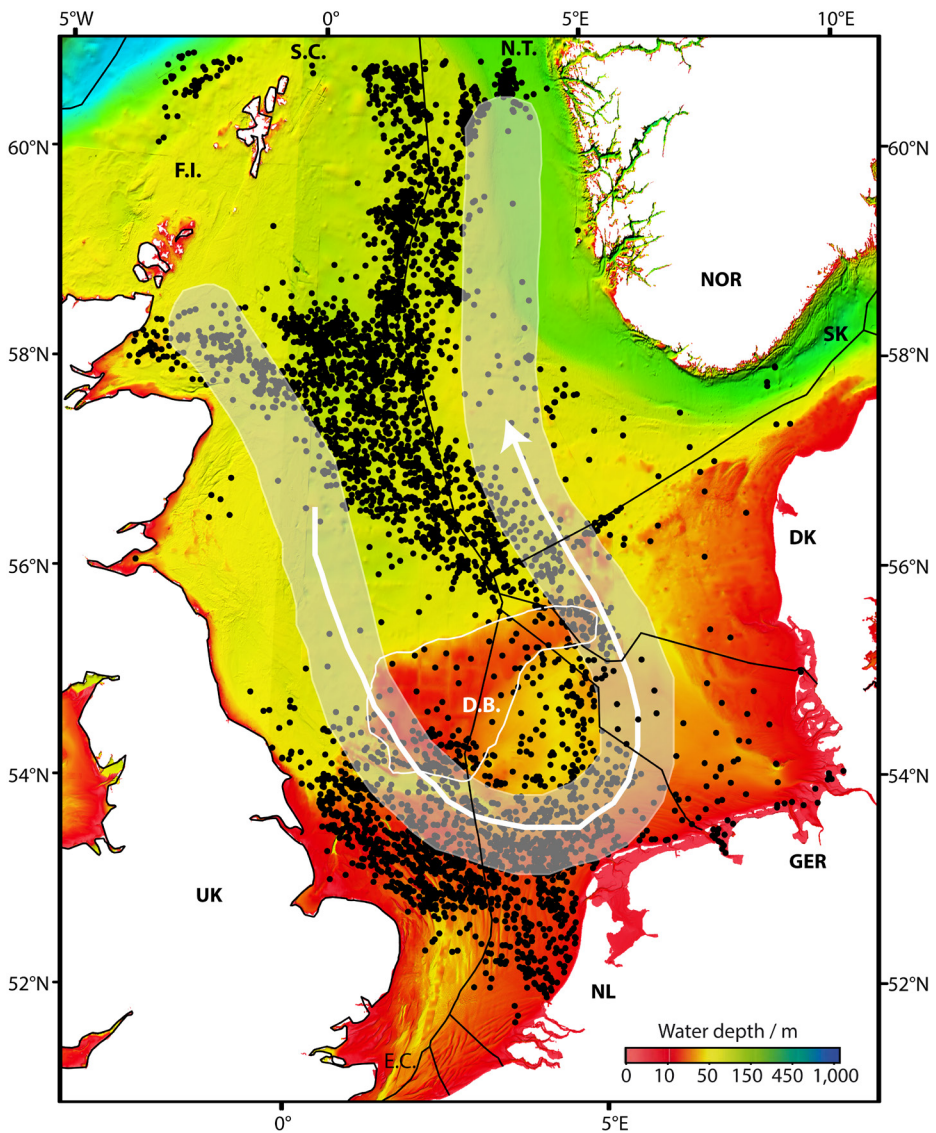 5°W 0° 5°E 10°E
S.C. N.T.
60°N 60°N
F.I.
NOR
SK
58°N 58°N
DK
56°N 56°N
D.B.
54°N 54°N
GER
UK
52°N NL 52°N
Water depth / m
E.C.
0 10 50 150 450 1,000
0° 5°E